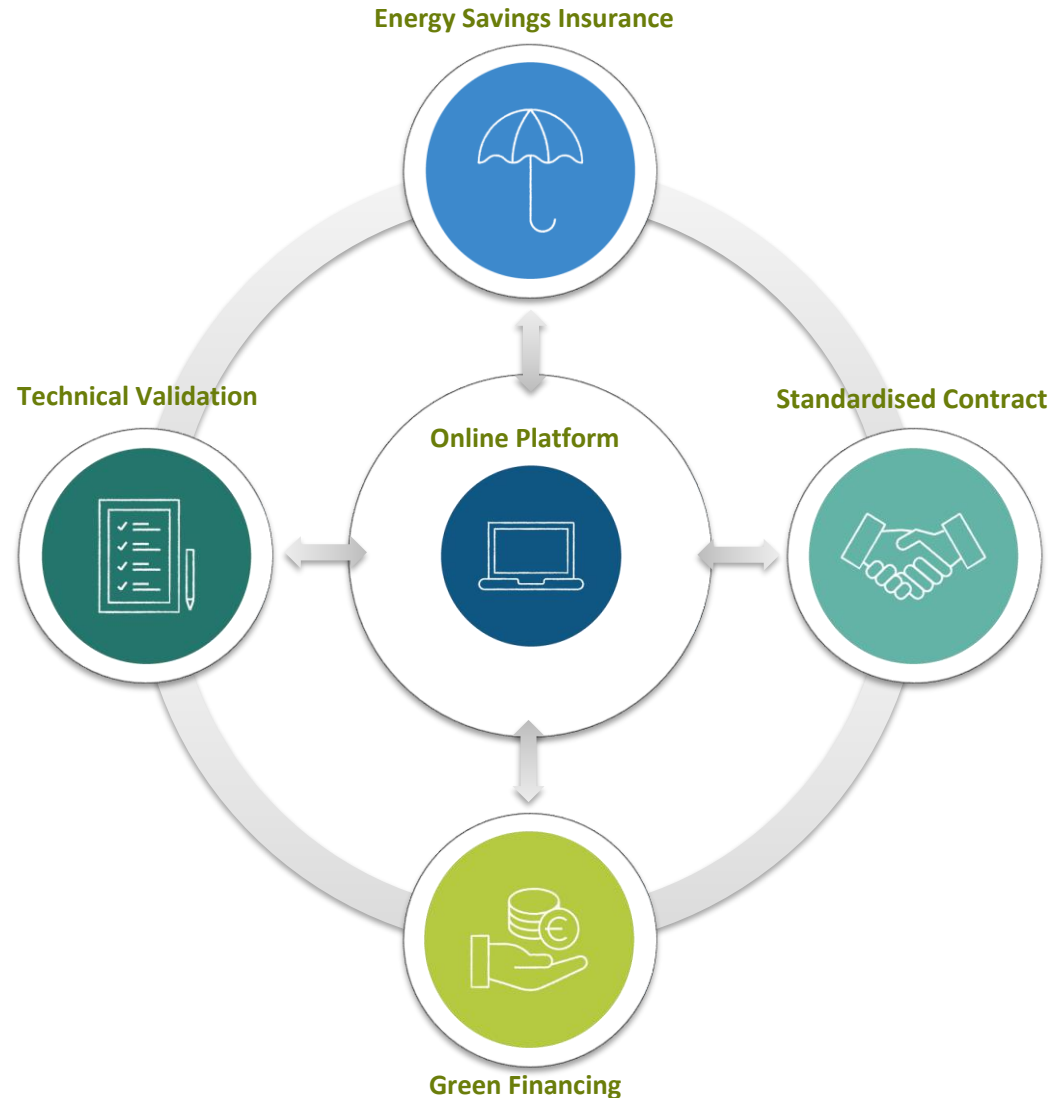 Energy Savings Insurance
Technical Validation
Standardised Contract
Online Platform
€
Green Financing